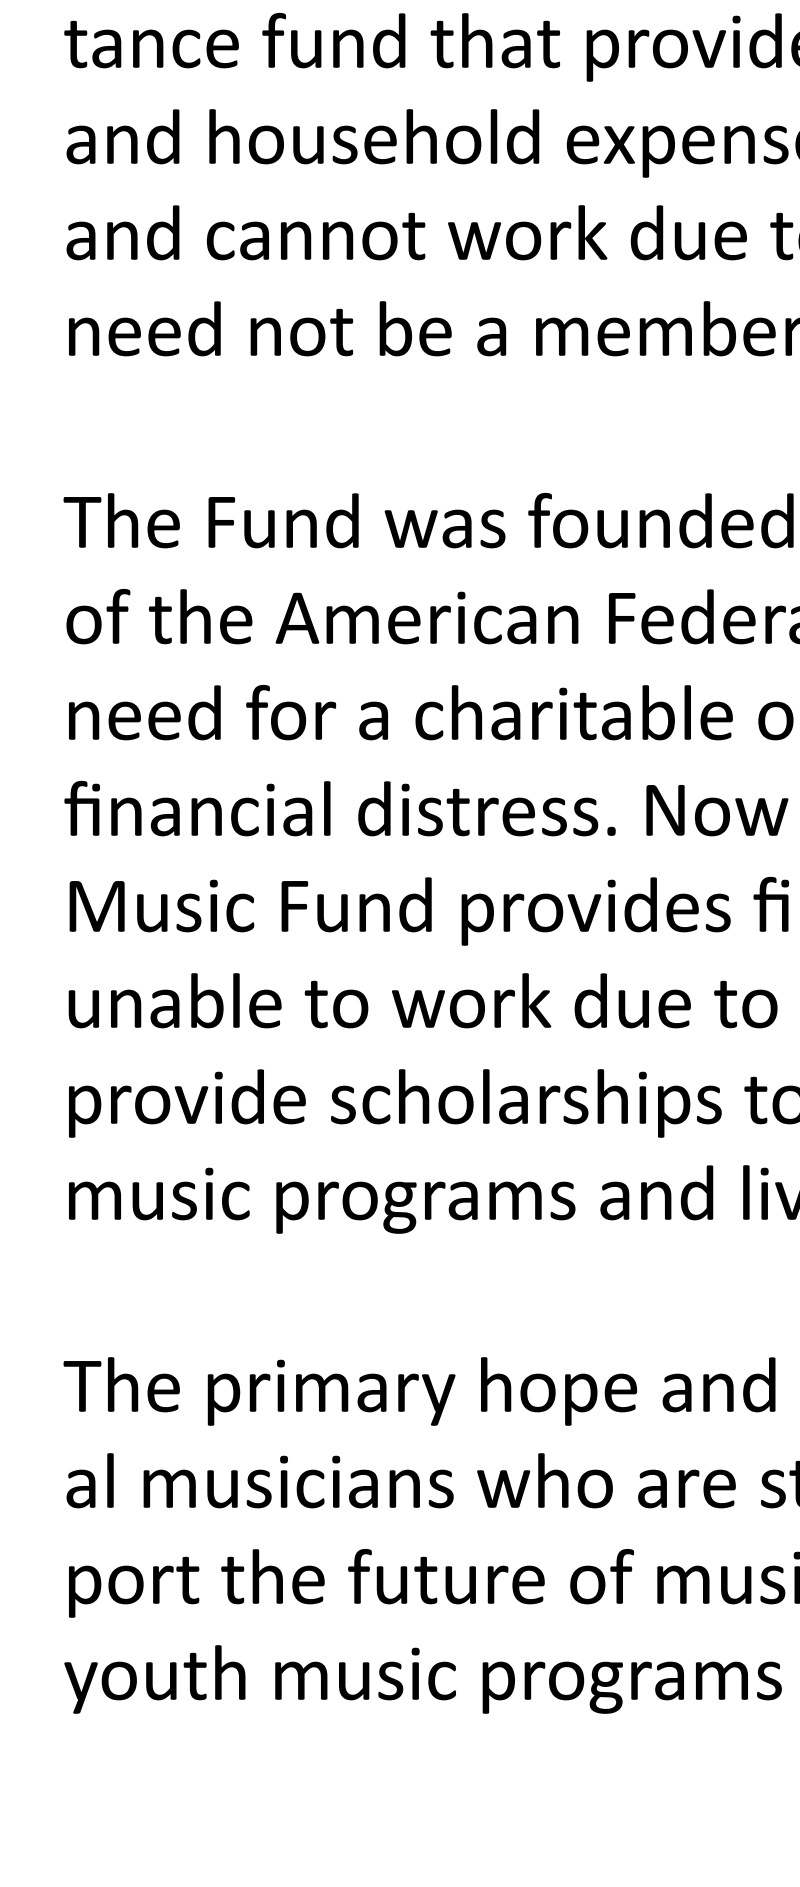 tance fund that provide
and household expense
and cannot work due to
need not be a member
The Fund was founded
of the American Federa
need for a charitable o
financial distress. Now
Music Fund provides fi
unable to work due to
provide scholarships to
music programs and liv
The primary hope and
al musicians who are st
port the future of musi
youth music programs